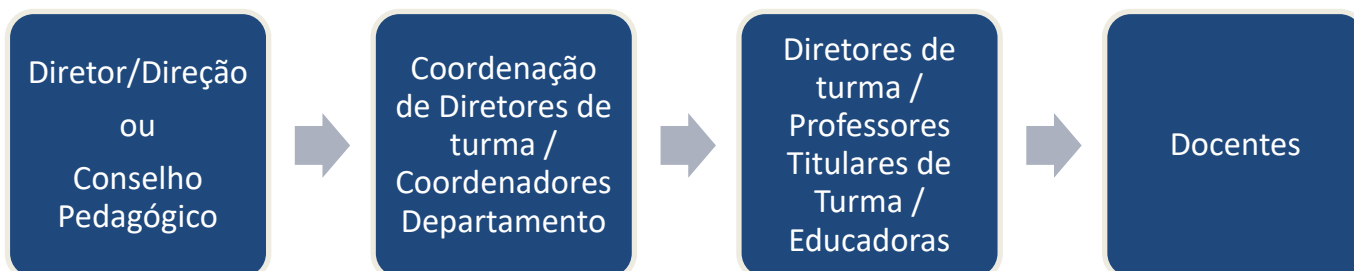 Diretor/Direção
ou
Conselho
Pedagógico
Coordenação
de Diretores de
turma /
Coordenadores
Departamento
Diretores de
turma /
Professores
Titulares de
Turma /
Educadoras
Docentes